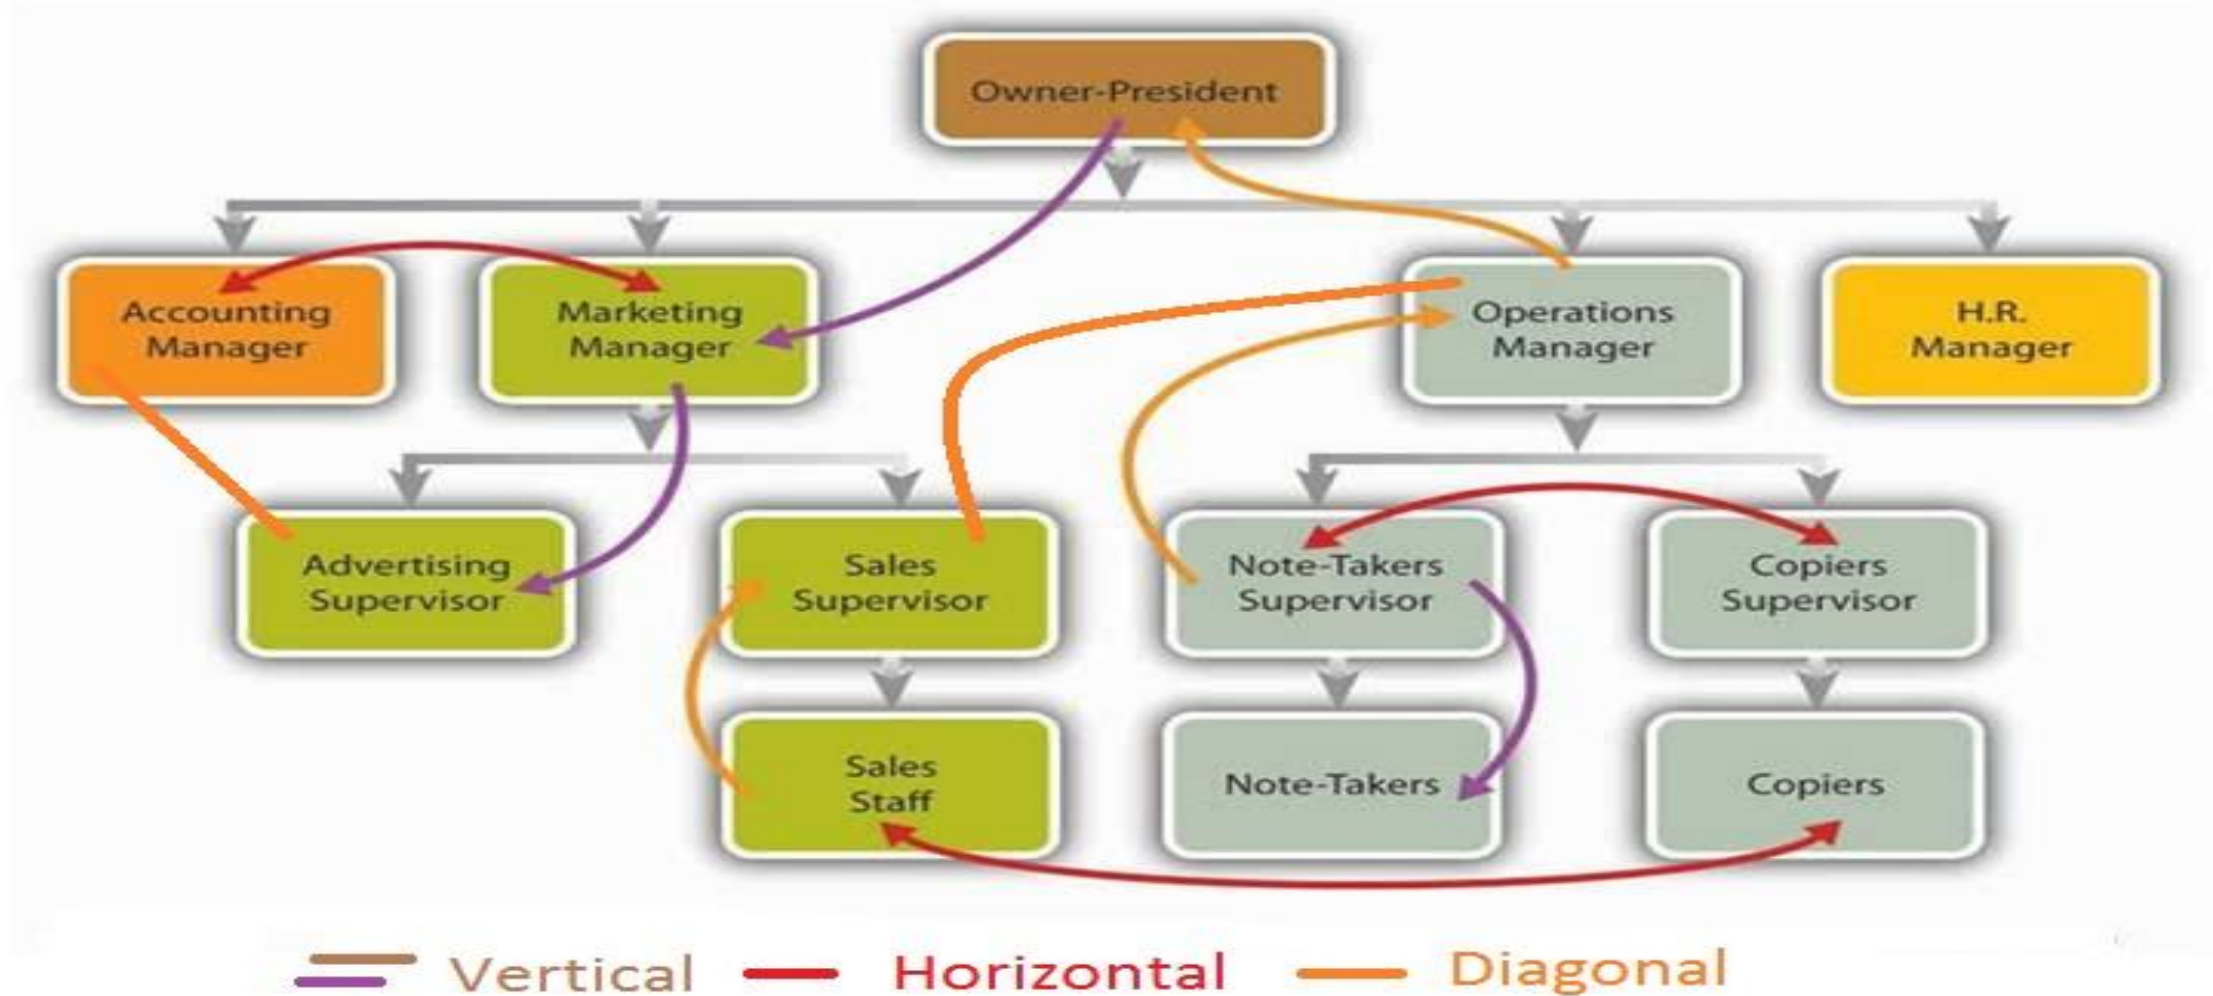 Owner-President
Accounting
Manager
Marketing
Manager
Operations
Manager
H.R.
Manager
Advertising
Supervisor
Sales
Supervisor
Note-Takers
Supervisor
Copiers
Supervisor
Sales
Staff
Note-Takers
Copiers
Vertical
Horizontal
Diagonal